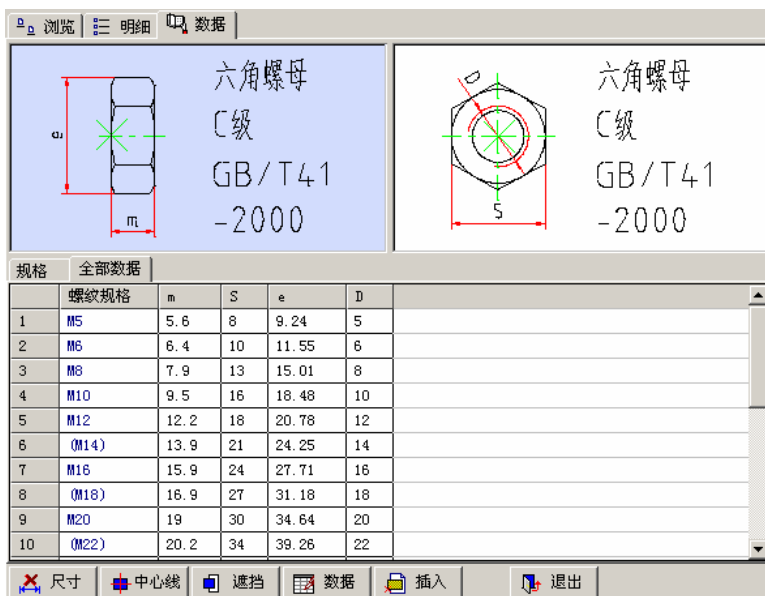 浏览 明细 数据
六角螺母
C级
GB/T41
-2000
m
六角螺母
C级
GB/T41
-2000
D
S
规格 全部数据
螺纹规格 m S e D
1 M5 5.6 8 9.24 5
2 M6 6.4 10 11.55 6
3 M8 7.9 13 15.01 8
4 M10 9.5 16 18.48 10
5 M12 12.2 18 20.78 12
6 (M14) 13.9 21 24.25 14
7 M16 15.9 24 27.71 16
8 (M18) 16.9 27 31.18 18
9 M20 19 30 34.64 20
10 (M22) 20.2 34 39.26 22
尺寸 中心线 遮挡 数据 插入 退出